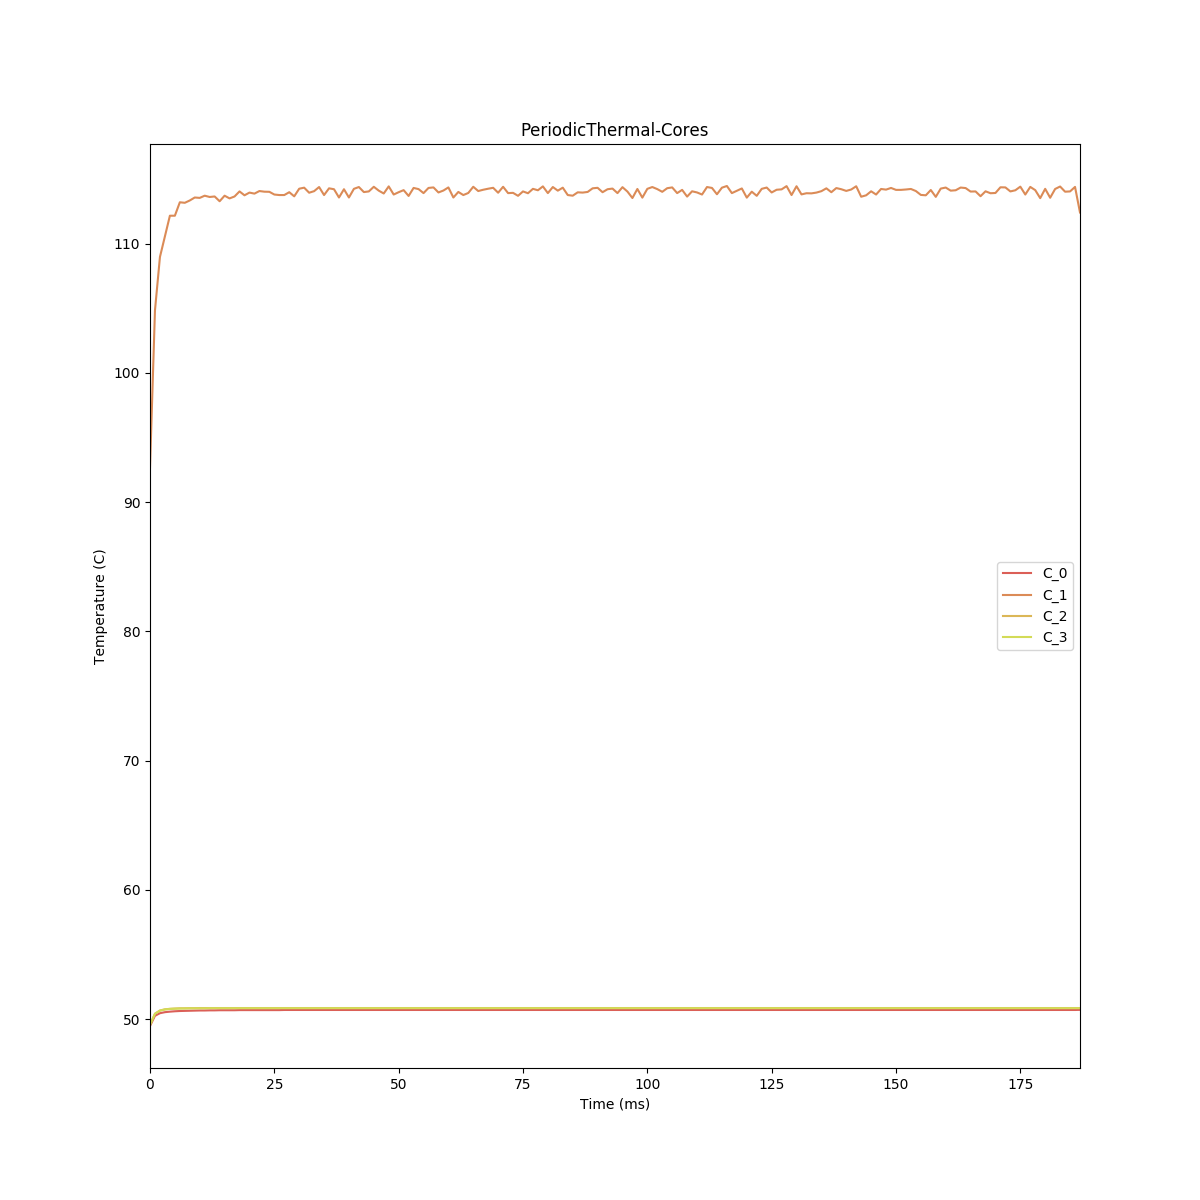 PeriodicThermal-Cores
Temperature (C)
110
100
90
80
70
60
50
C_0
C_1
C_2
C_3
0 25 50 75 100 125 150 175
Time (ms)